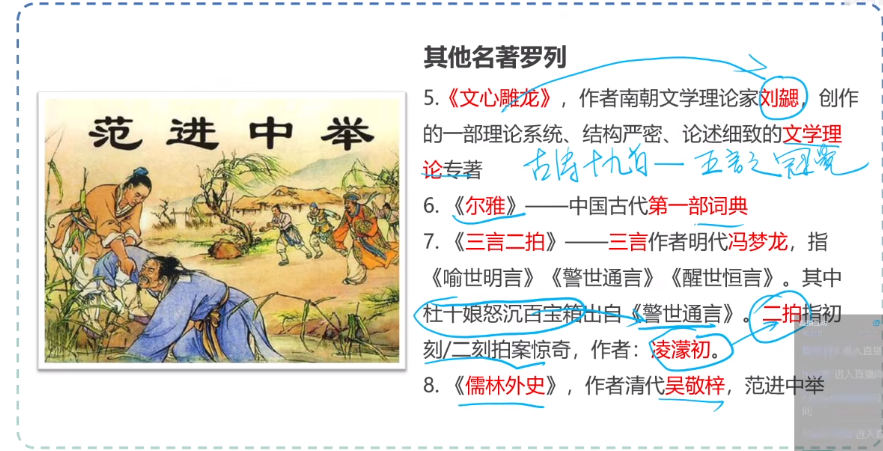 范进中举
其他名著罗列
5.《文心雕龙》，作者南朝文学理论家刘勰，创作
的一部理论系统、结构严密、论述细致的文学理
论专著
古诗十九首—五言之冠冕
6.《尔雅》——中国古代第一部词典
7.《三言二拍》——三言作者明代冯梦龙，指
《喻世明言》《警世通言》《醒世恒言》。其中
杜十娘怒沉百宝箱出自《警世通言》。二拍指初
刻/二刻拍案惊奇，作者：凌濛初。
8.《儒林外史》，作者清代吴敬梓，范进中举